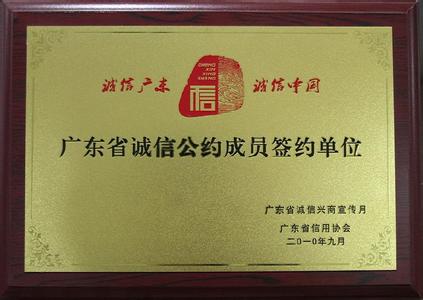 诚信广东
信
诚信中国
广东省诚信公约成员签约单位
广东省诚信兴商宣传月
广东省信用协会
二〇一〇年九月